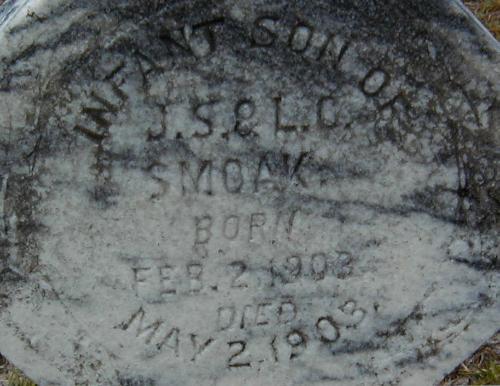 INFANT SON OF
J.S. & L.C.
SMOAK
BORN
FEB. 2, 1903
DIED
MAY 2, 1903.